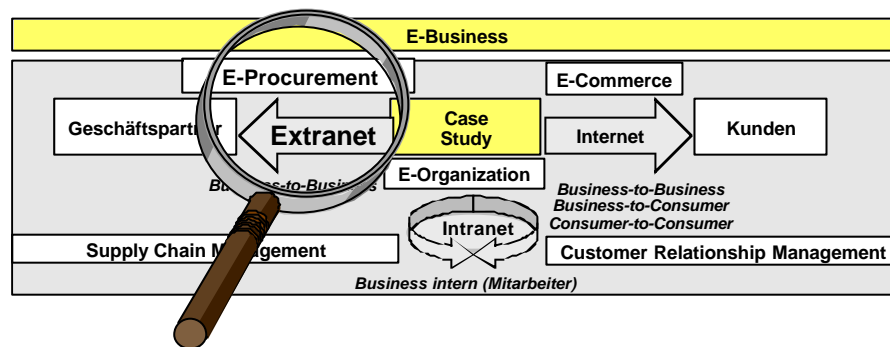 E-Business
E-Procurement
E-Commerce
Geschäftspartner
Extranet
Case
Study
Internet
Kunden
E-Organization
Business-to-Business
Business-to-Business
Business-to-Consumer
Consumer-to-Consumer
Intranet
Supply Chain Management
Customer Relationship Management
Business intern (Mitarbeiter)